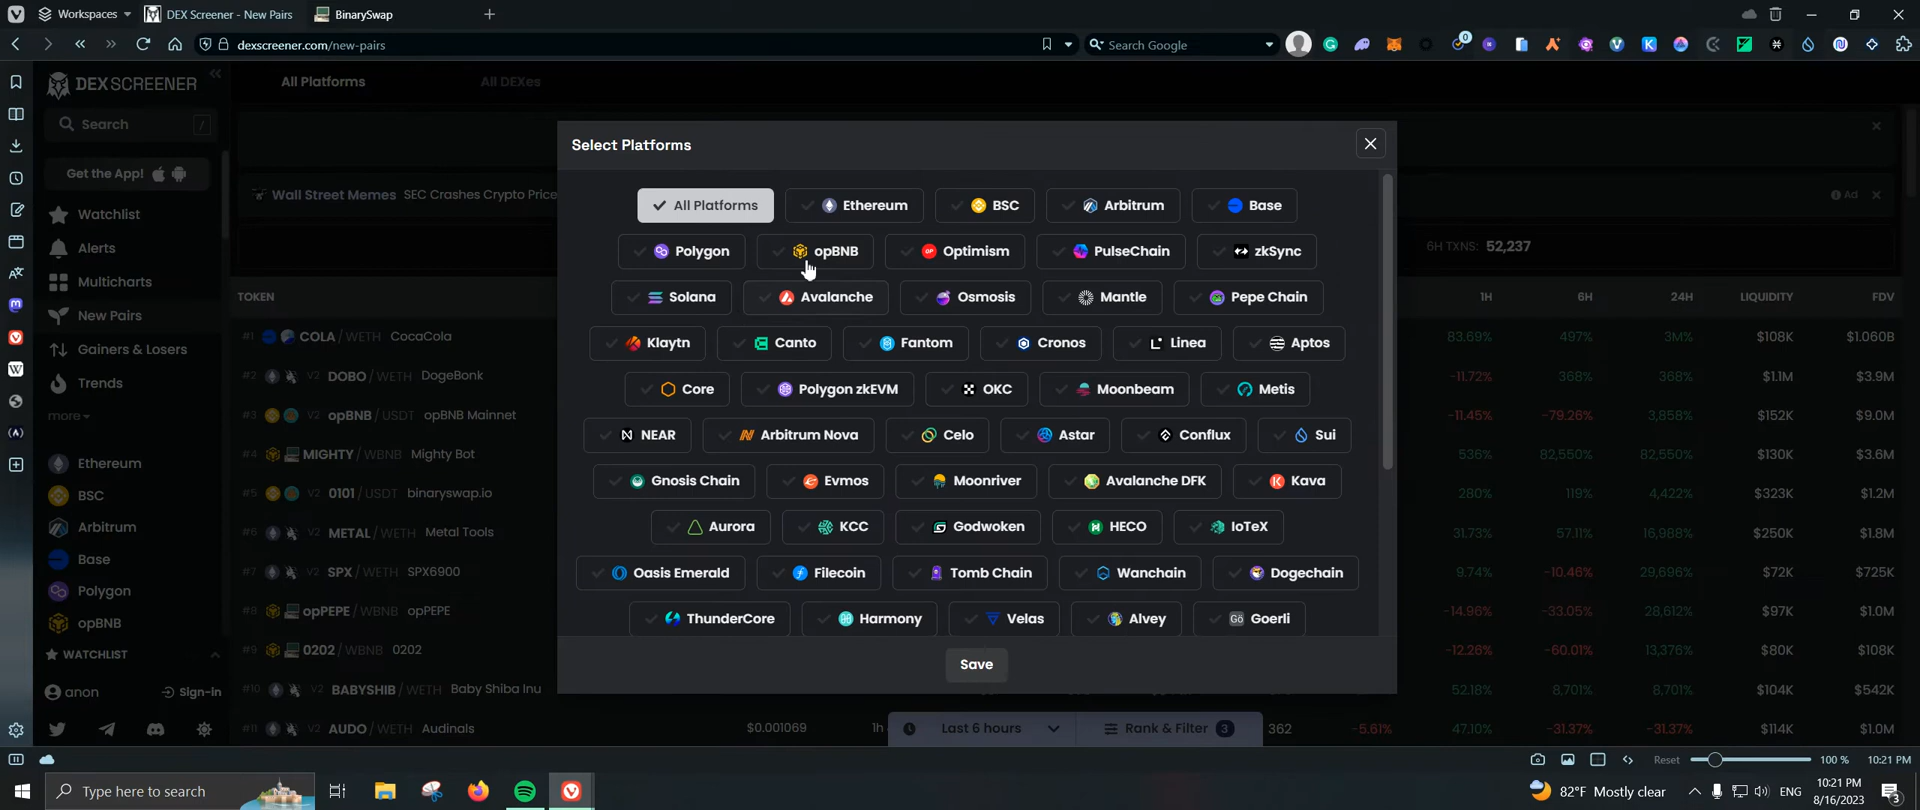 Workspaces
DEX Screener - New Pairs
BinarySwap
dexscreener.com/new-pairs
Search Google
0
DEXSCREENER
All Platforms
All DEXes
Search
/
Get the App!
Wall Street Memes SEC Crashes Crypto Price
Ad
Watchlist
Alerts
Multicharts
New Pairs
Gainers & Losers
Trends
more
Ethereum
BSC
Arbitrum
Base
Polygon
opBNB
WATCHLIST
anon
Sign-in
Select Platforms
All Platforms Ethereum BSC Arbitrum Base
Polygon opBNB Optimism PulseChain zkSync
Solana Avalanche Osmosis Mantle Pepe Chain
Klaytn Canto Fantom Cronos Linea Aptos
Core Polygon zkEVM OKC Moonbeam Metis
NEAR Arbitrum Nova Celo Astar Conflux Sui
Gnosis Chain Evmos Moonriver Avalanche DFK Kava
Aurora KCC Godwoken HECO IoTeX
Oasis Emerald Filecoin Tomb Chain Wanchain Dogechain
ThunderCore Harmony Velas Alvey Gö Goerli
Save
6H TXNS: 52,237
TOKEN 1H 6H 24H LIQUIDITY FDV
#1 COLA / WETH CocaCola 83.69% 497% 3M% $108K $1.060B
#2 V2 DOBO / WETH DogeBonk -11.72% 368% 368% $1.1M $3.9M
#3 V2 opBNB / USDT opBNB Mainnet -11.45% -79.26% 3,858% $152K $9.0M
#4 MIGHTY / WBNB Mighty Bot 536% 82,550% 82,550% $130K $3.6M
#5 V2 0101 / USDT binaryswap.io 280% 119% 4,422% $323K $1.2M
#6 V2 METAL / WETH Metal Tools 31.73% 57.11% 16,988% $250K $1.8M
#7 V2 SPX / WETH SPX6900 9.74% -10.46% 29,696% $72K $725K
#8 opPEPE / WBNB opPEPE -14.96% -33.05% 28,612% $97K $1.0M
#9 0202 / WBNB 0202 -12.26% -60.01% 13,376% $80K $108K
#10 V2 BABYSHIB / WETH Baby Shiba Inu 52.18% 8,701% 8,701% $104K $542K
#11 V2 AUDO / WETH Audinals $0.001069 1h 362 -5.61% 47.10% -31.37% -31.37% $114K $1.0M
Last 6 hours
Rank & Filter 3
Reset 100 % 10:21 PM
Type here to search
82°F Mostly clear
ENG
10:21 PM
8/16/2023
3